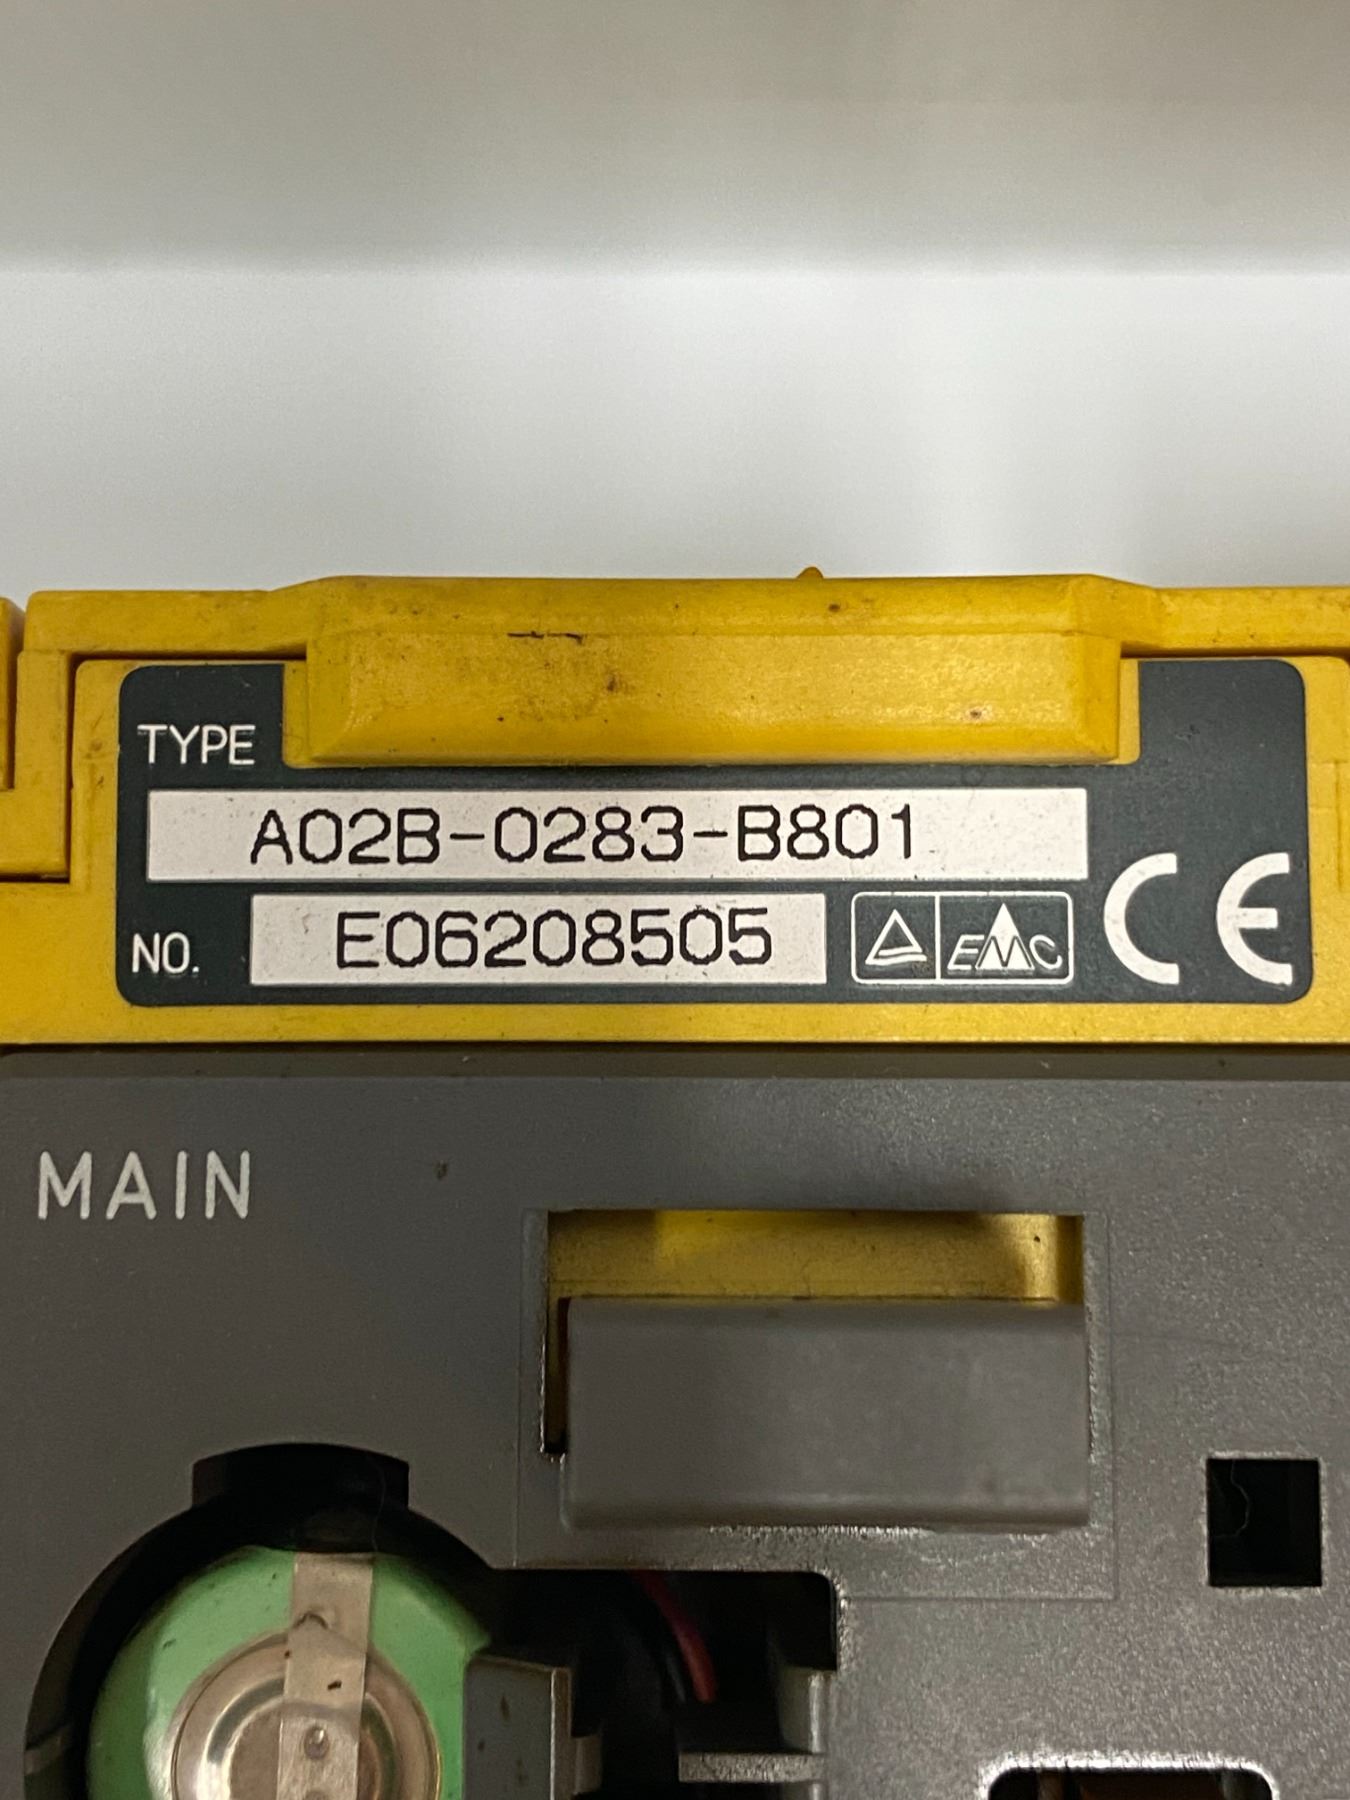 TYPE
A02B-0283-B801
NO. E06208505 EMC CE
MAIN